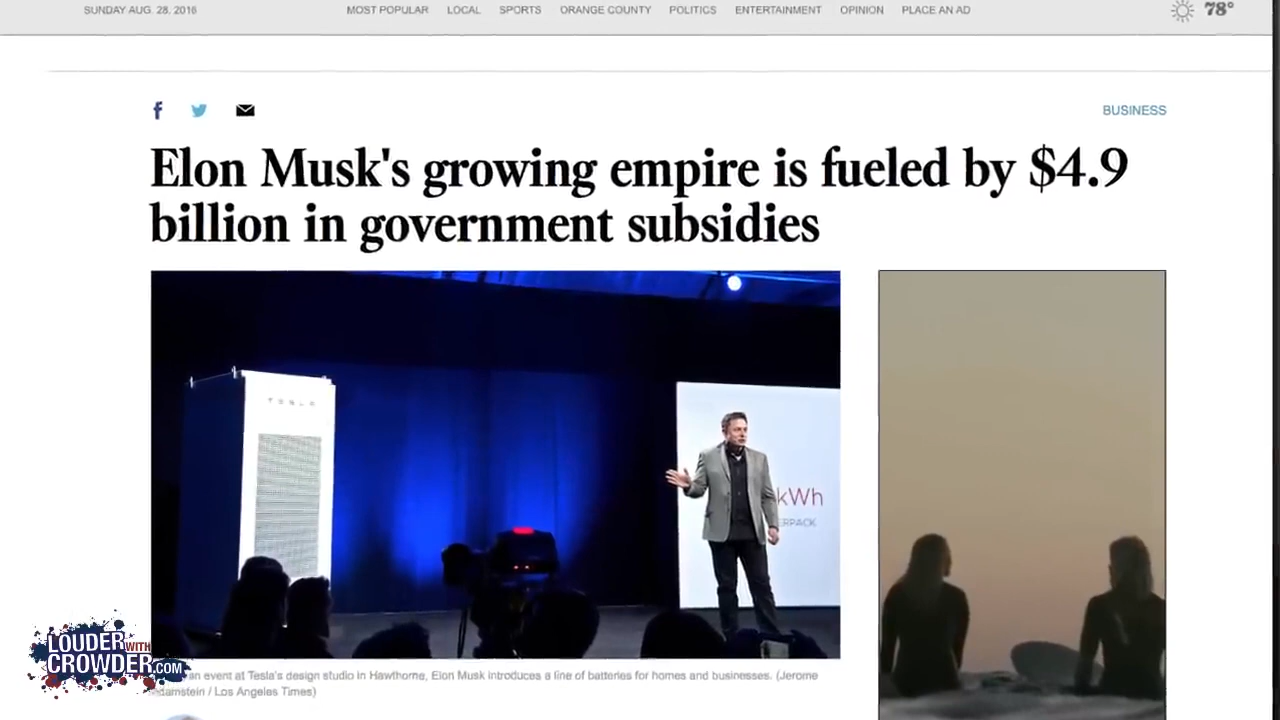 SUNDAY AUG. 28, 2016
MOST POPULAR LOCAL SPORTS ORANGE COUNTY POLITICS ENTERTAINMENT OPINION PLACE AN AD
78°
BUSINESS
Elon Musk's growing empire is fueled by $4.9
billion in government subsidies
TESLA
kWh
ERPACK
LOUDER WITH
CROWDER.COM
an event at Tesla's design studio in Hawthorne, Elon Musk introduces a line of batteries for homes and businesses. (Jerome
Adamstein / Los Angeles Times)